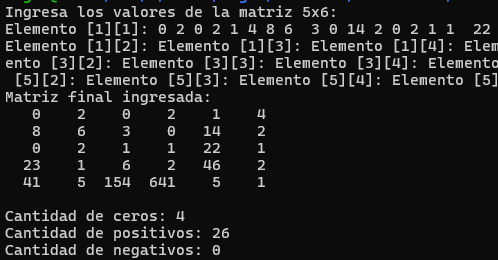 Ingresa los valores de la matriz 5x6:
Elemento [1][1]: 0 2 0 2 1 4 8 6  3 0 14 2 0 2 1 1  22
Elemento [1][2]: Elemento [1][3]: Elemento [1][4]: Elem
ento [3][2]: Elemento [3][3]: Elemento [3][4]: Elemento
 [5][2]: Elemento [5][3]: Elemento [5][4]: Elemento [5]
Matriz final ingresada:
   0    2    0    2    1    4
   8    6    3    0   14    2
   0    2    1    1   22    1
  23    1    6    2   46    2
  41    5  154  641    5    1
Cantidad de ceros: 4
Cantidad de positivos: 26
Cantidad de negativos: 0